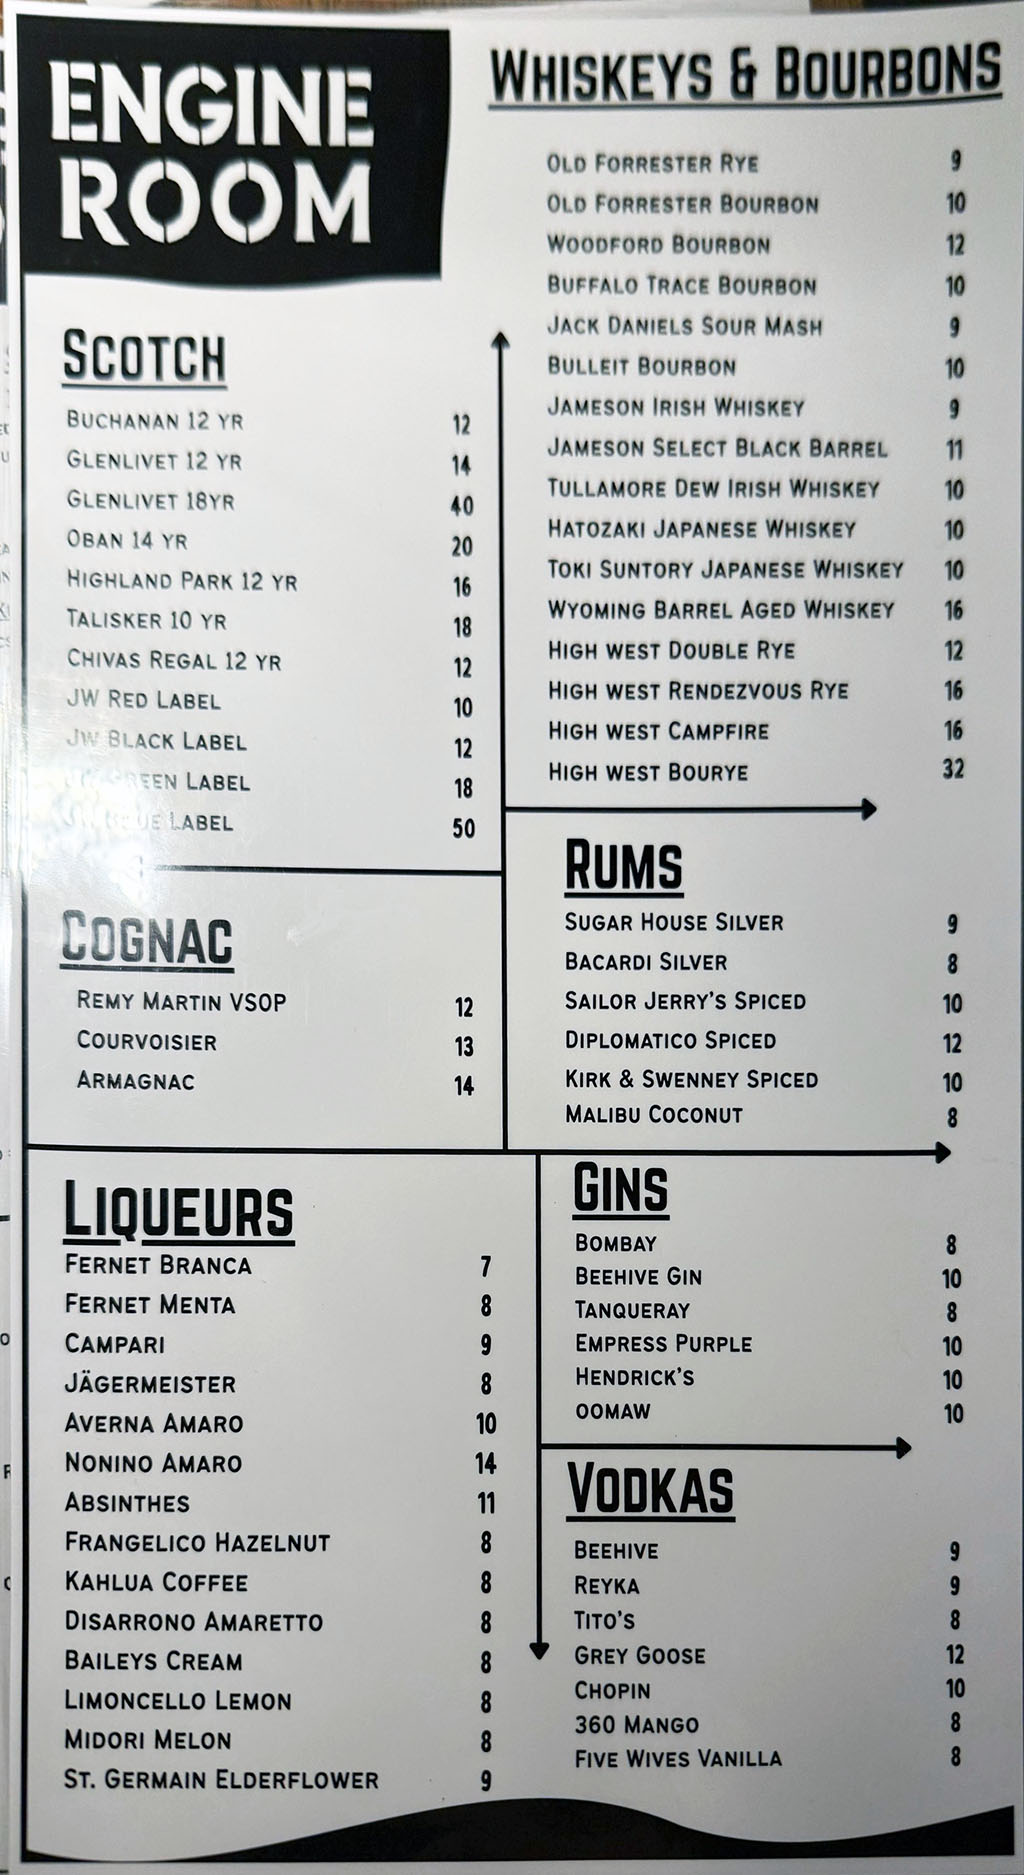 ENGINE
ROOM
SCOTCH
BUCHANAN 12 YR 12
GLENLIVET 12 YR 14
GLENLIVET 18YR 40
OBAN 14 YR 20
HIGHLAND PARK 12 YR 16
TALISKER 10 YR 18
CHIVAS REGAL 12 YR 12
JW RED LABEL 10
JW BLACK LABEL 12
JW GREEN LABEL 18
JW BLUE LABEL 50
COGNAC
REMY MARTIN VSOP 12
COURVOISIER 13
ARMAGNAC 14
WHISKEYS & BOURBONS
OLD FORRESTER RYE 9
OLD FORRESTER BOURBON 10
WOODFORD BOURBON 12
BUFFALO TRACE BOURBON 10
JACK DANIELS SOUR MASH 9
BULLEIT BOURBON 10
JAMESON IRISH WHISKEY 9
JAMESON SELECT BLACK BARREL 11
TULLAMORE DEW IRISH WHISKEY 10
HATOZAKI JAPANESE WHISKEY 10
TOKI SUNTORY JAPANESE WHISKEY 10
WYOMING BARREL AGED WHISKEY 16
HIGH WEST DOUBLE RYE 12
HIGH WEST RENDEZVOUS RYE 16
HIGH WEST CAMPFIRE 16
HIGH WEST BOURYE 32
RUMS
SUGAR HOUSE SILVER 9
BACARDI SILVER 8
SAILOR JERRY'S SPICED 10
DIPLOMATICO SPICED 12
KIRK & SWENNEY SPICED 10
MALIBU COCONUT 8
LIQUEURS
FERNET BRANCA 7
FERNET MENTA 8
CAMPARI 9
JÄGERMEISTER 8
AVERNA AMARO 10
NONINO AMARO 14
ABSINTHES 11
FRANGELICO HAZELNUT 8
KAHLUA COFFEE 8
DISARRONO AMARETTO 8
BAILEYS CREAM 8
LIMONCELLO LEMON 8
MIDORI MELON 8
ST. GERMAIN ELDERFLOWER 9
GINS
BOMBAY 8
BEEHIVE GIN 10
TANQUERAY 8
EMPRESS PURPLE 10
HENDRICK'S 10
OOMAW 10
VODKAS
BEEHIVE 9
REYKA 9
TITO'S 8
GREY GOOSE 12
CHOPIN 10
360 MANGO 8
FIVE WIVES VANILLA 8